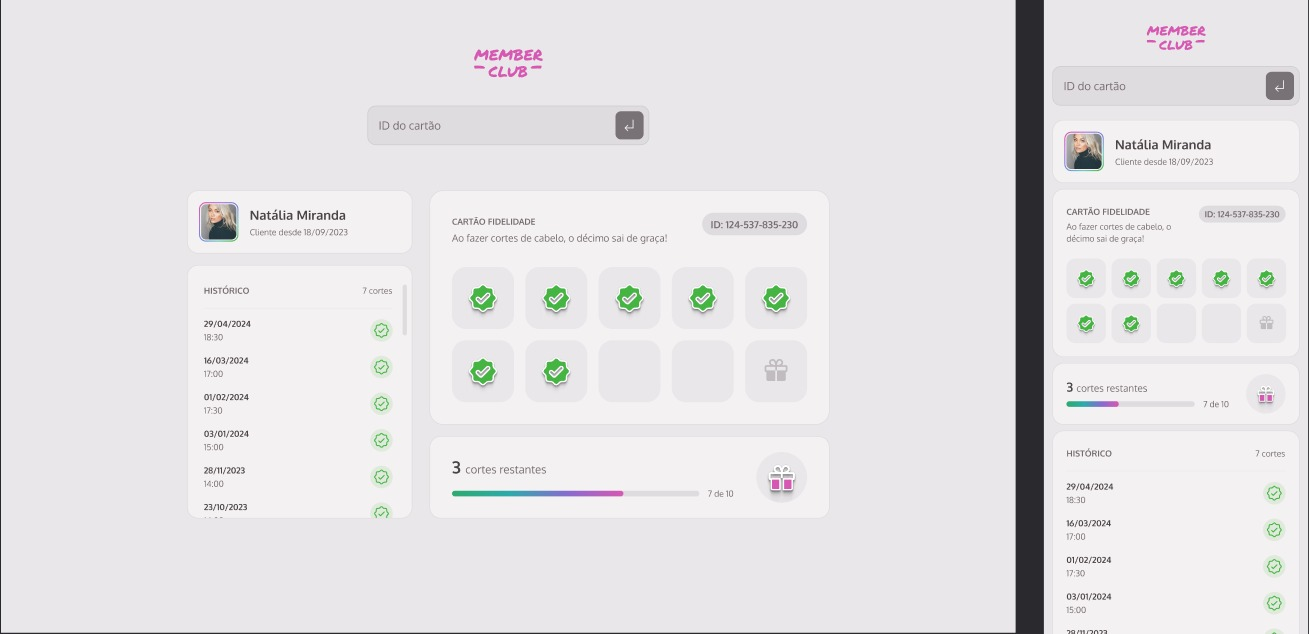 MEMBER
CLUB
ID do cartão
Natália Miranda
Cliente desde 18/09/2023
HISTÓRICO 7 cortes
29/04/2024
18:30
16/03/2024
17:00
01/02/2024
17:30
03/01/2024
15:00
28/11/2023
14:00
23/10/2023
CARTÃO FIDELIDADE
ID: 124-537-835-230
Ao fazer cortes de cabelo, o décimo sai de graça!
3 cortes restantes
7 de 10
MEMBER
CLUB
ID do cartão
Natália Miranda
Cliente desde 18/09/2023
CARTÃO FIDELIDADE
ID: 124-537-835-230
Ao fazer cortes de cabelo, o
décimo sai de graça!
3 cortes restantes
7 de 10
HISTÓRICO 7 cortes
29/04/2024
18:30
16/03/2024
17:00
01/02/2024
17:30
03/01/2024
15:00
28/11/2023